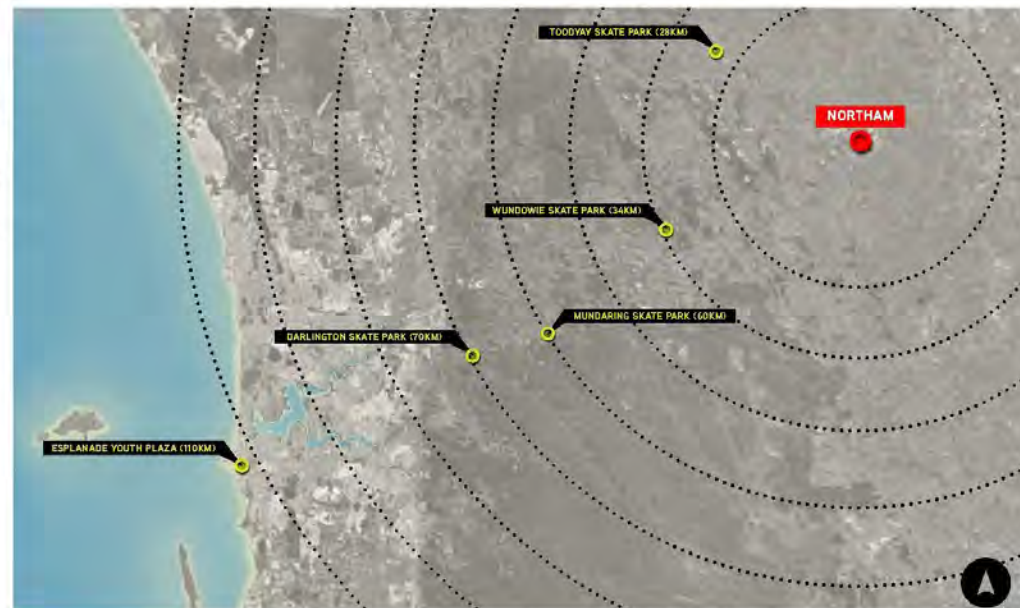 TOODYAY SKATE PARK (28KM)
NORTHAM
WUNDOWIE SKATE PARK (34KM)
MUNDARING SKATE PARK (60KM)
DARLINGTON SKATE PARK (70KM)
ESPLANADE YOUTH PLAZA (110KM)